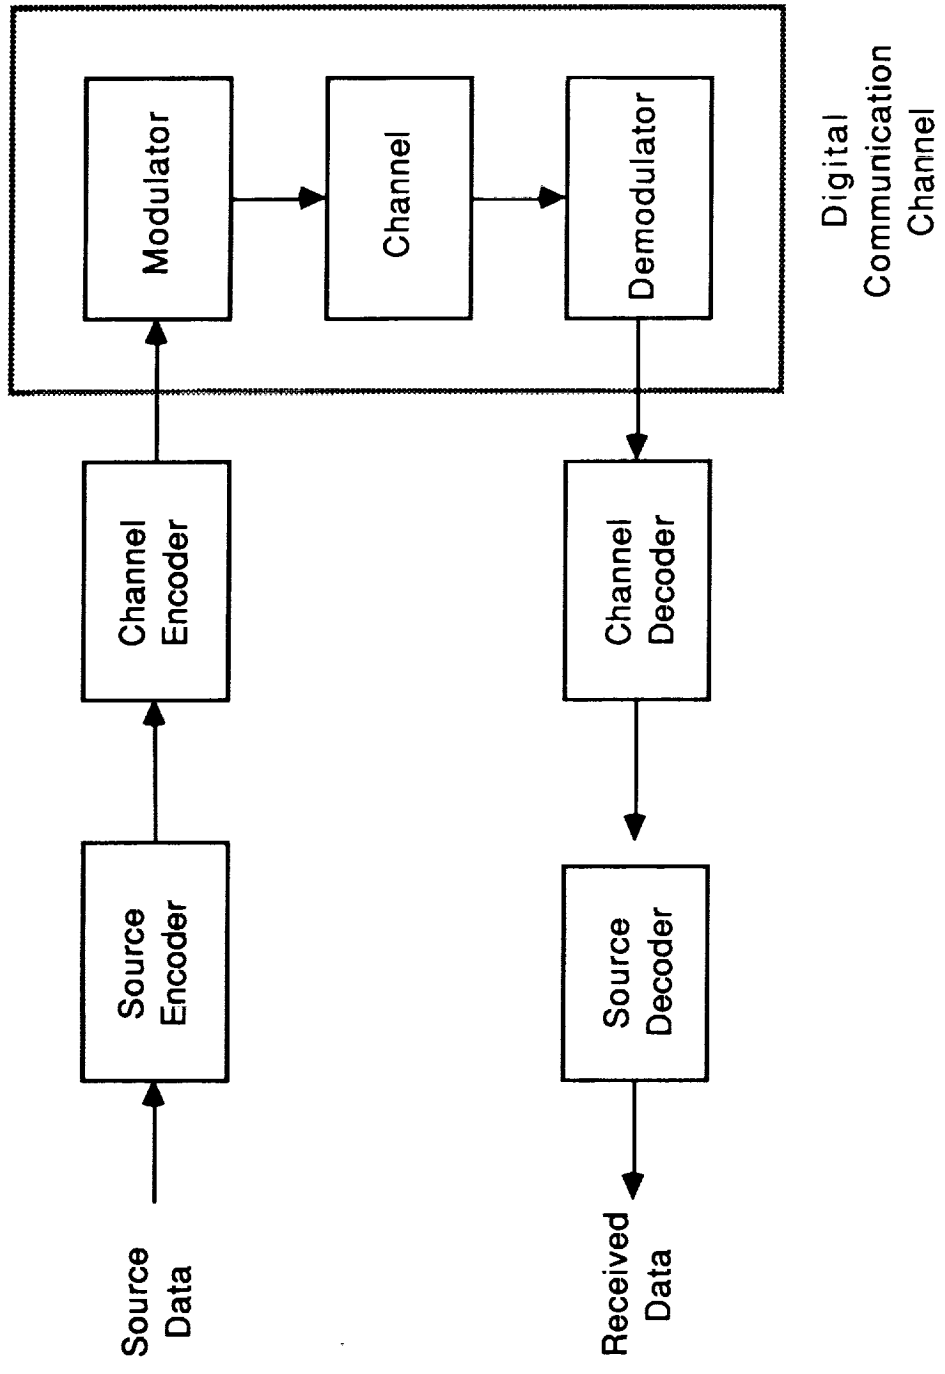 Source
Data
Source
Encoder
Channel
Encoder
Modulator
Channel
Demodulator
Channel
Decoder
Source
Decoder
Received
Data
Digital
Communication
Channel